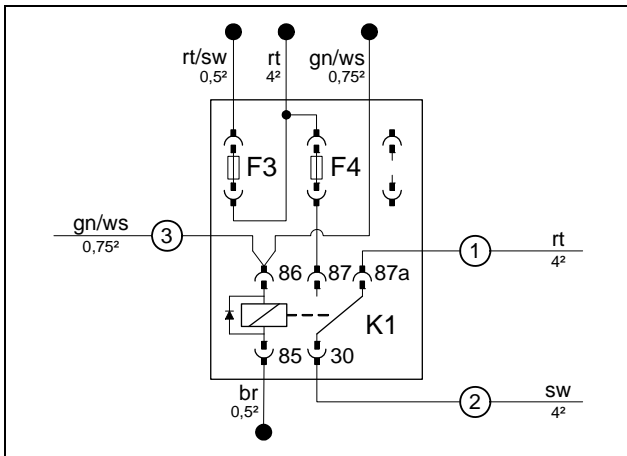 rt/sw
0,5²
rt
4²
gn/ws
0,75²
F3
F4
gn/ws
0,75²
3
1
rt
4²
86
87
87a
K1
85
30
br
0,5²
2
sw
4²